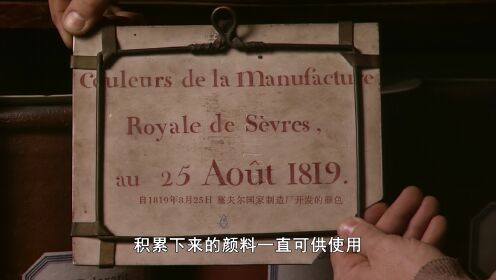 Couleurs de la Manufacture
Royale de Sèvres,
au 25 Août 1819.
自1819年8月25日 塞夫尔国家制造厂开发的颜色
积累下来的颜料一直可供使用